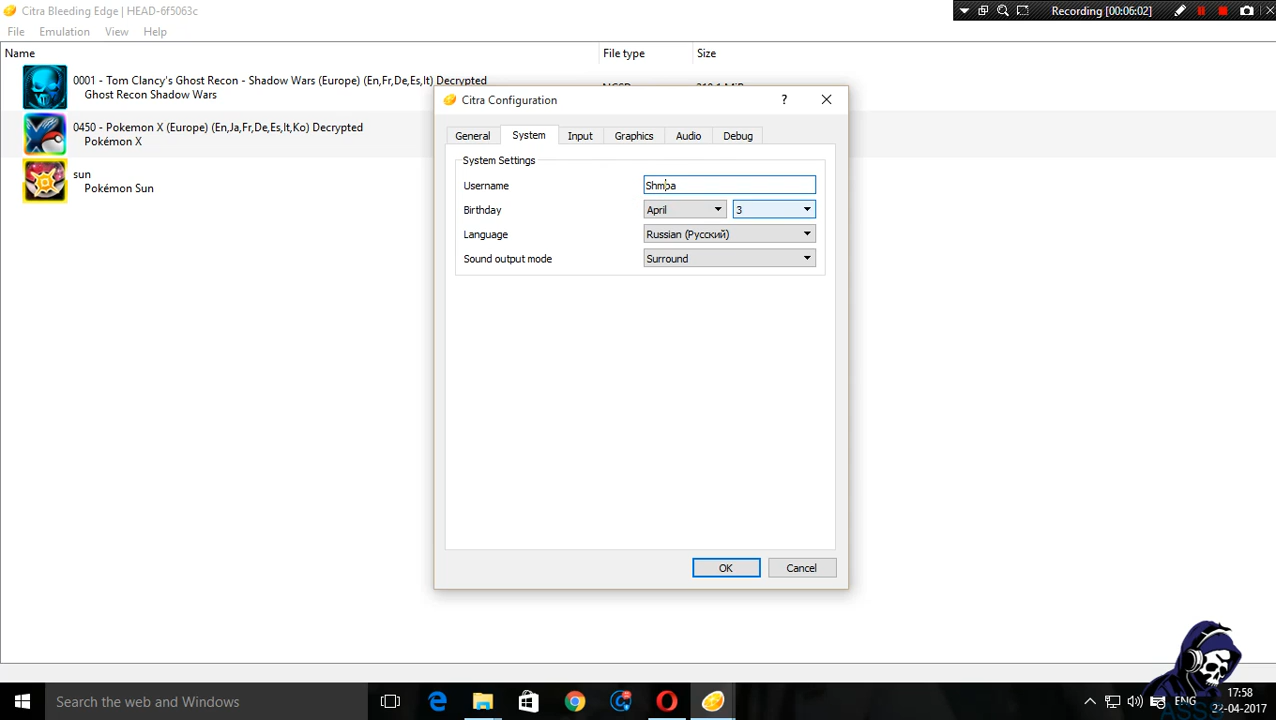 Citra Bleeding Edge | HEAD-6f5063c
Recording [00:06:02]
File Emulation View Help
Name File type Size
0001 - Tom Clancy's Ghost Recon - Shadow Wars (Europe) (En,Fr,De,Es,It) Decrypted
Ghost Recon Shadow Wars
0450 - Pokemon X (Europe) (En,Ja,Fr,De,Es,It,Ko) Decrypted
Pokémon X
sun
Pokémon Sun
Citra Configuration
General System Input Graphics Audio Debug
System Settings
Username
Birthday April 3
Language Russian (Русский)
Sound output mode Surround
OK Cancel
Search the web and Windows
ENG
17:58
22-04-2017